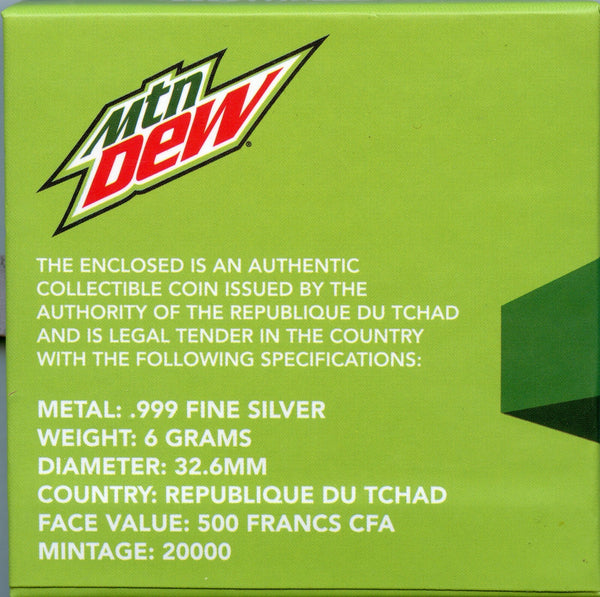 mtn
DEW®
THE ENCLOSED IS AN AUTHENTIC
COLLECTIBLE COIN ISSUED BY THE
AUTHORITY OF THE REPUBLIQUE DU TCHAD
AND IS LEGAL TENDER IN THE COUNTRY
WITH THE FOLLOWING SPECIFICATIONS:
METAL: .999 FINE SILVER
WEIGHT: 6 GRAMS
DIAMETER: 32.6MM
COUNTRY: REPUBLIQUE DU TCHAD
FACE VALUE: 500 FRANCS CFA
MINTAGE: 20000